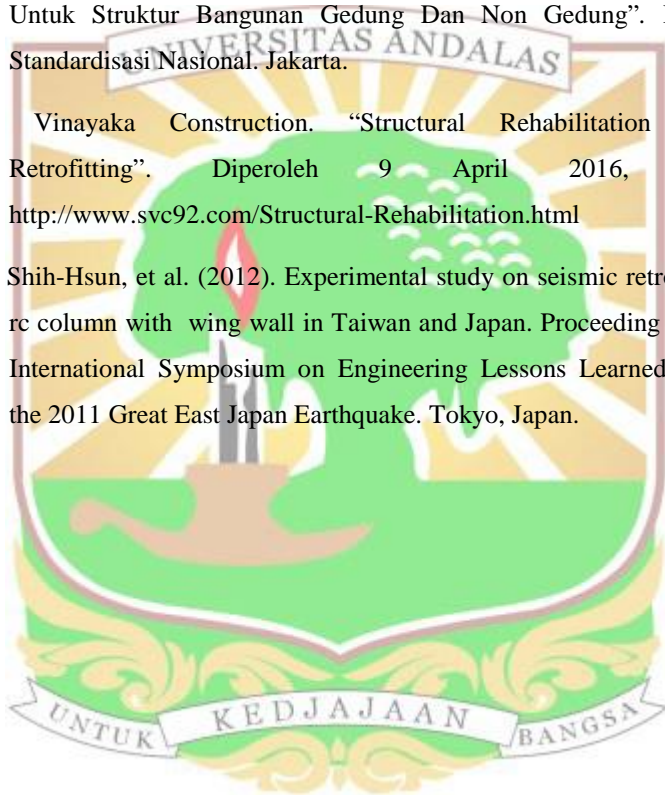 Untuk Struktur Bangunan Gedung Dan Non Gedung”.
UNIVERSITAS ANDALAS
Standardisasi Nasional. Jakarta.
Vinayaka Construction. “Structural Rehabilitation
Retrofitting”. Diperoleh 9 April 2016,
http://www.svc92.com/Structural-Rehabilitation.html
Shih-Hsun, et al. (2012). Experimental study on seismic
rc column with wing wall in Taiwan and Japan. Proceeding
International Symposium on Engineering Lessons Learned
the 2011 Great East Japan Earthquake. Tokyo, Japan.
UNTUK KEDJAJAAN BANGSA